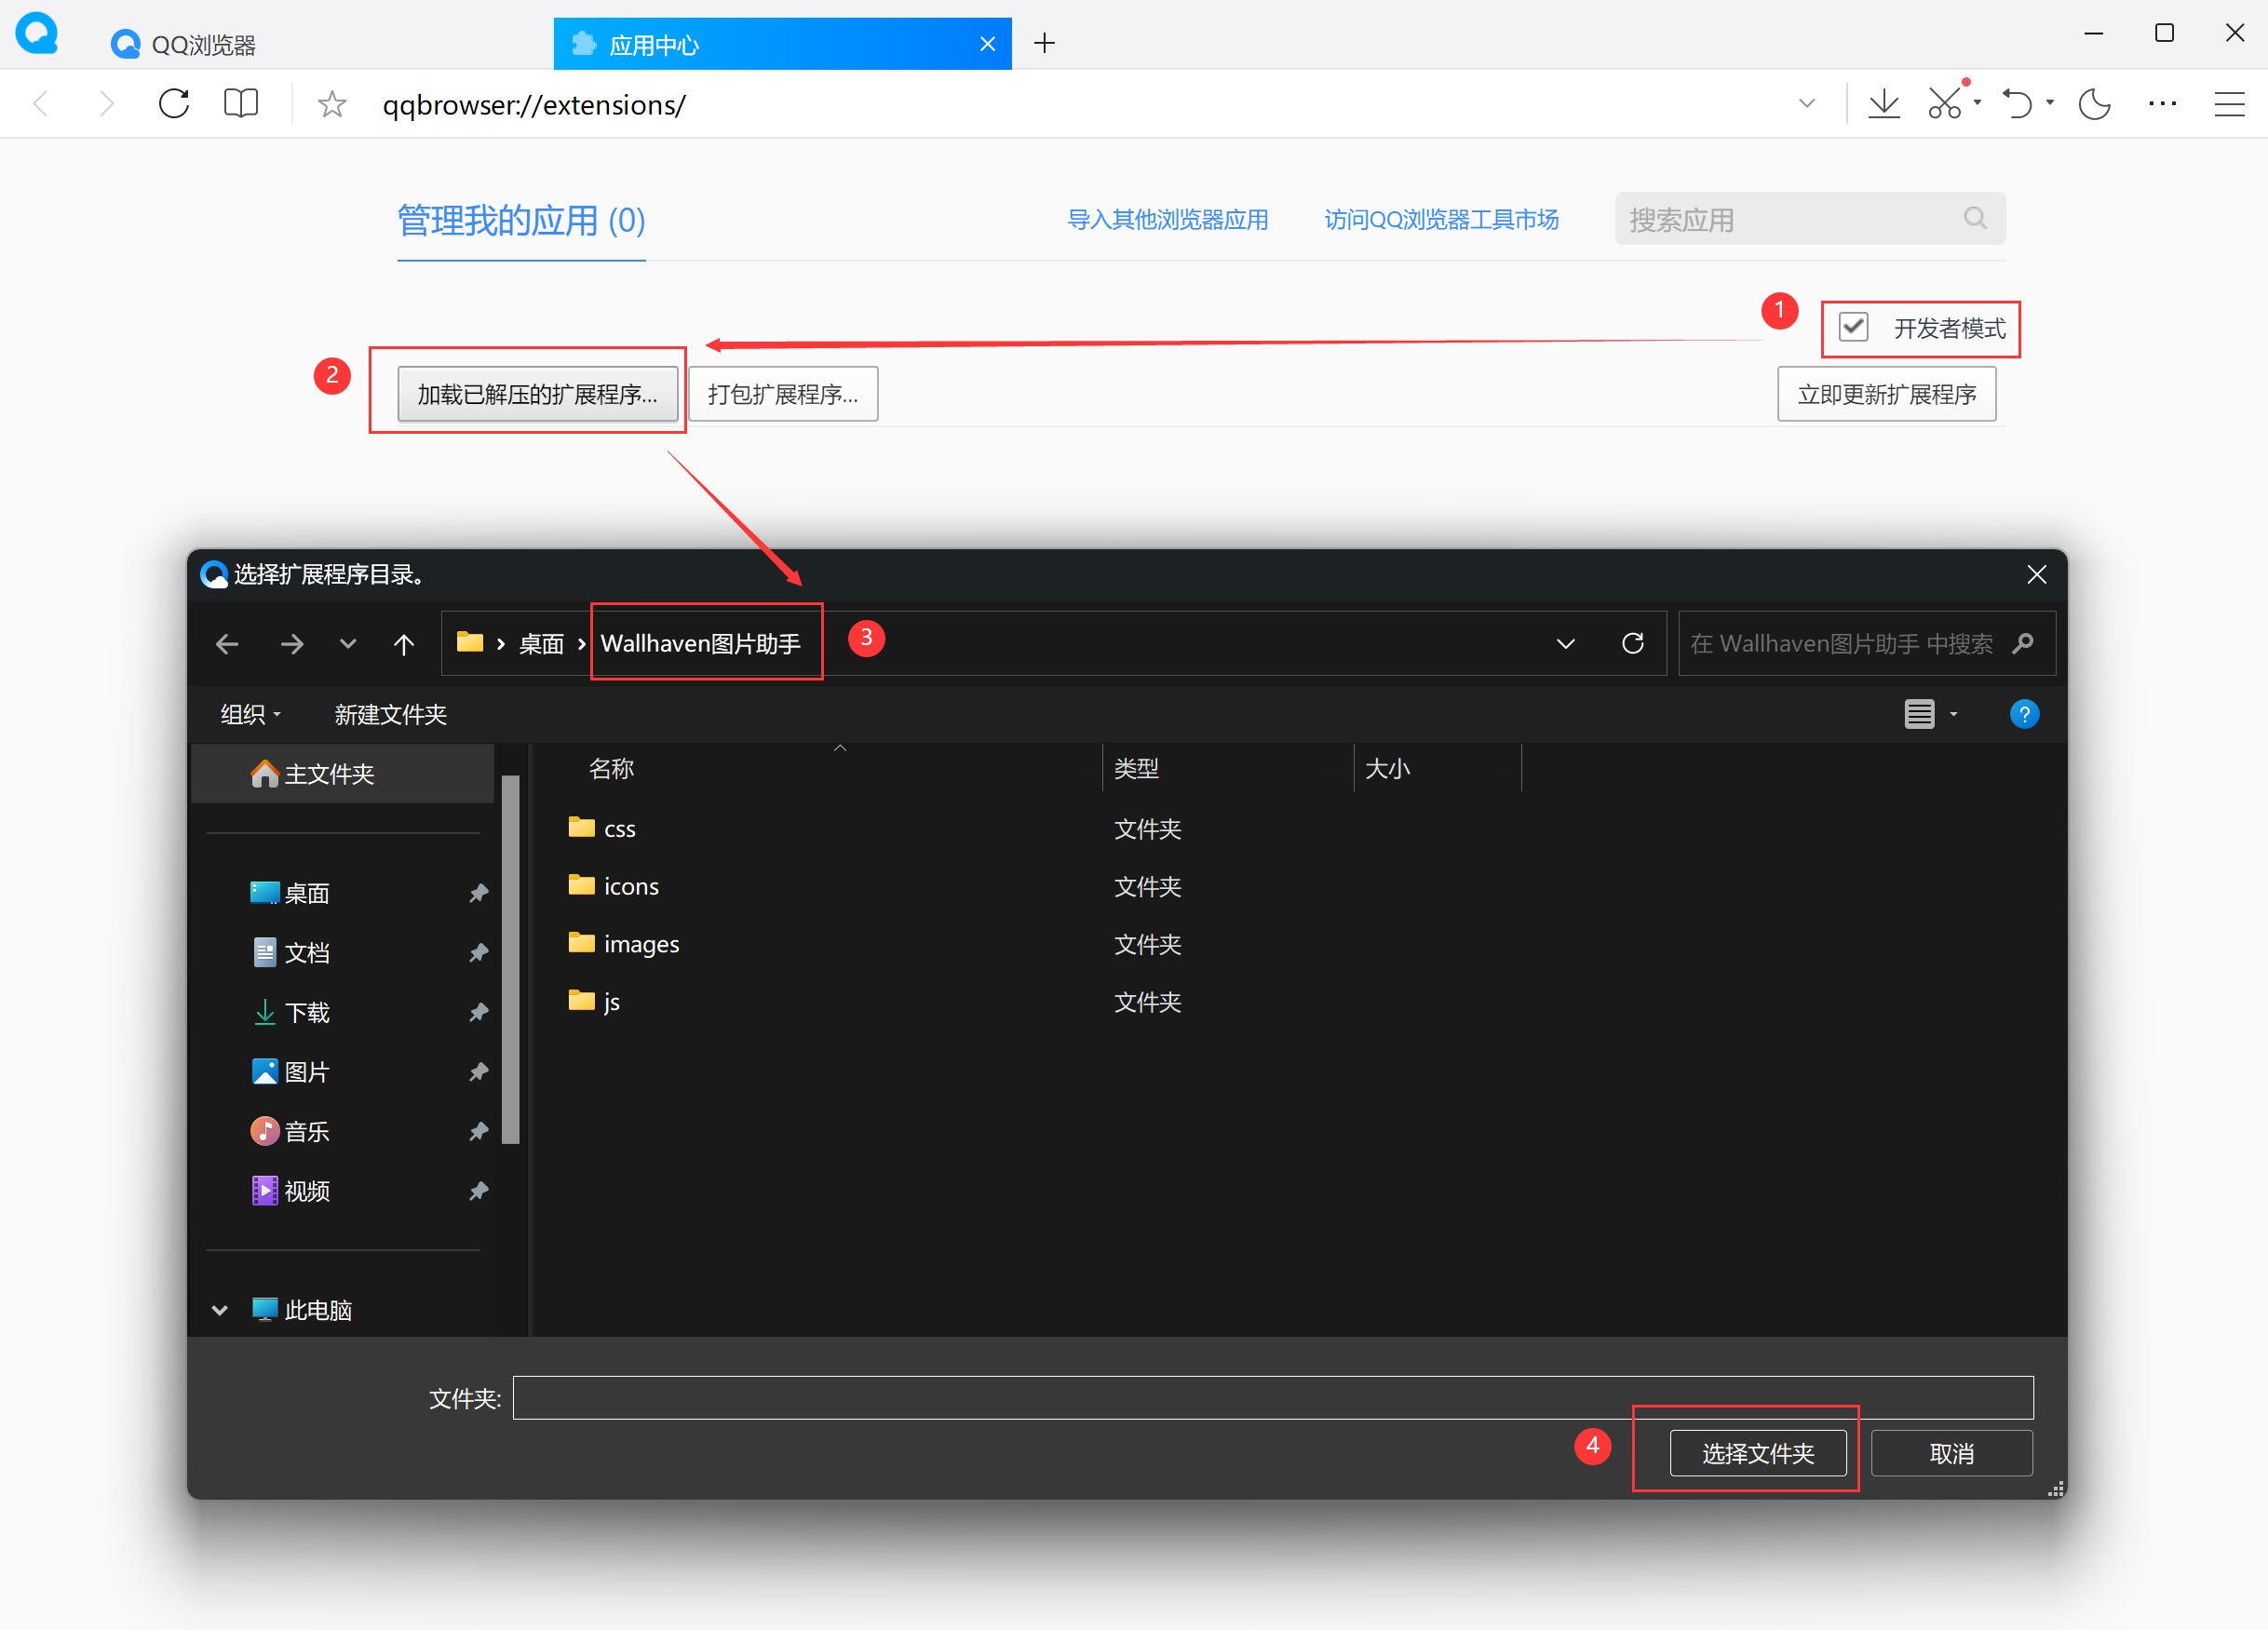 QQ浏览器
应用中心
qqbrowser://extensions/
管理我的应用 (0)
导入其他浏览器应用
访问QQ浏览器工具市场
搜索应用
1
开发者模式
2
加载已解压的扩展程序...
打包扩展程序...
立即更新扩展程序
选择扩展程序目录。
桌面
Wallhaven图片助手
3
在 Wallhaven图片助手 中搜索
组织
新建文件夹
?
主文件夹
名称
类型
大小
css
文件夹
icons
文件夹
images
文件夹
js
文件夹
桌面
文档
下载
图片
音乐
视频
此电脑
文件夹:
4
选择文件夹
取消